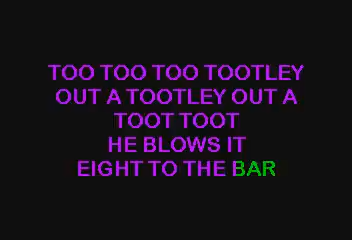 TOO TOO TOO TOOTLEY
OUT A TOOTLEY OUT A
TOOT TOOT
HE BLOWS IT
EIGHT TO THE BAR